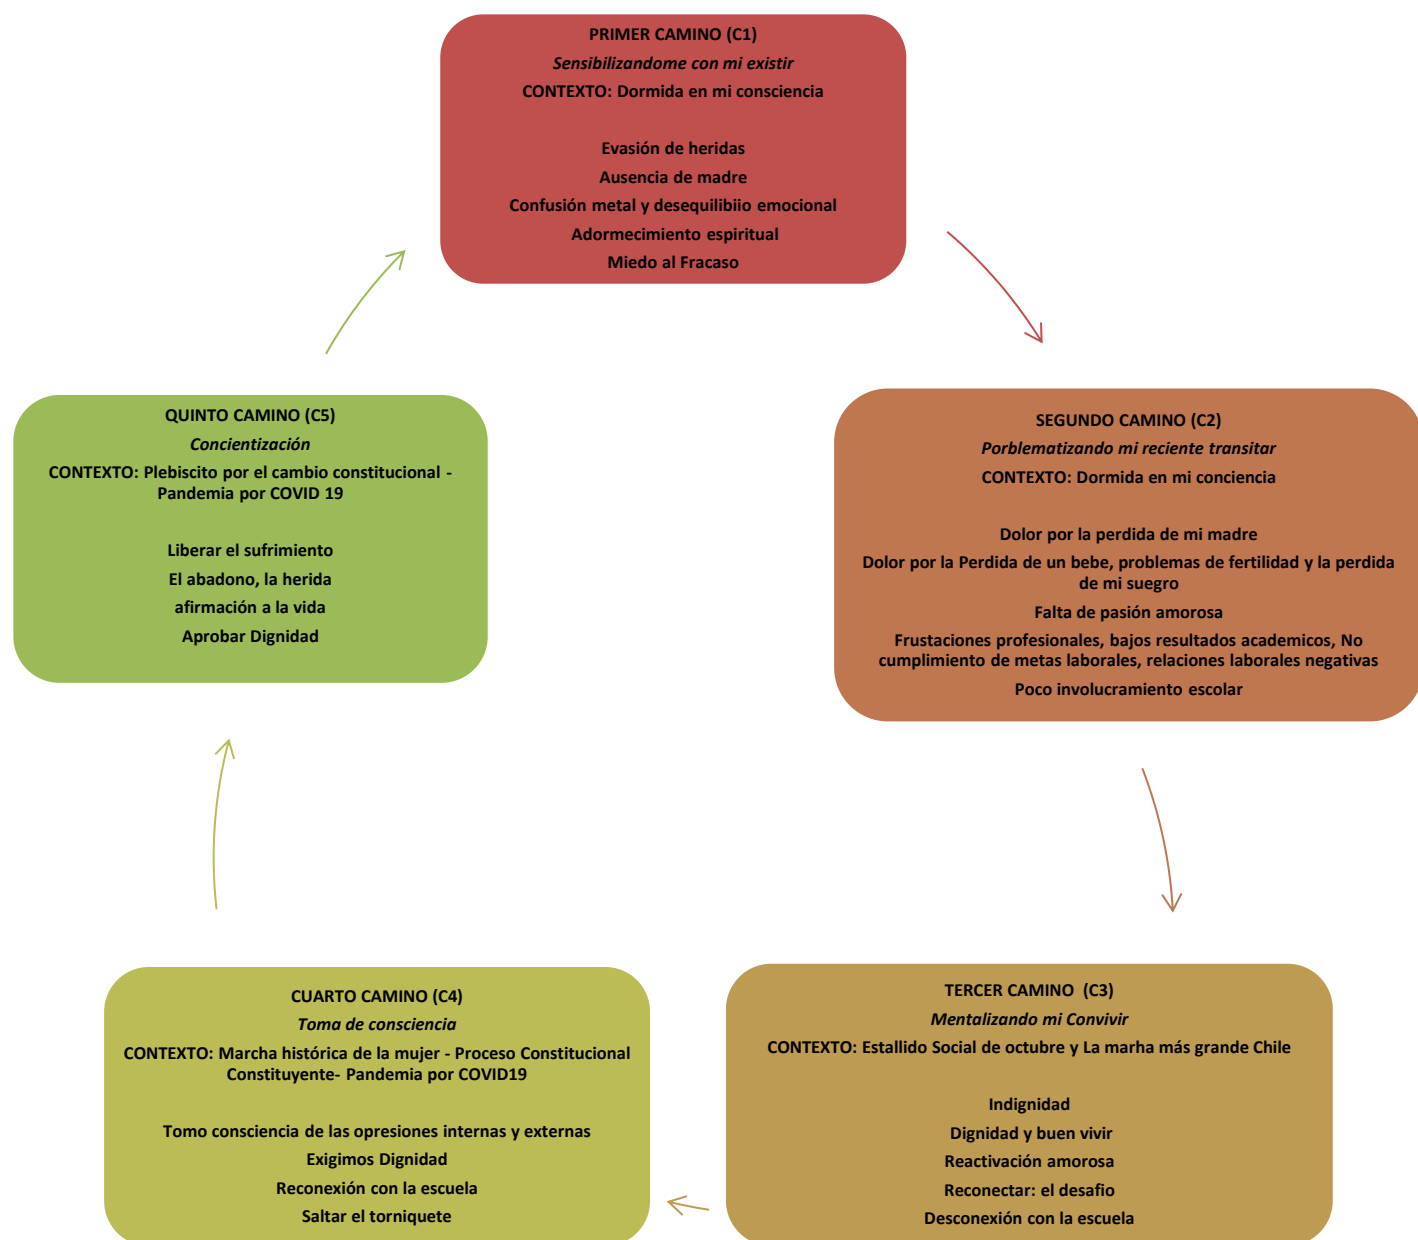 PRIMER CAMINO (C1)
Sensibilizandome con mi existir
CONTEXTO: Dormida en mi consciencia
Evasión de heridas
Ausencia de madre
Confusión metal y desequilibiio emocional
Adormecimiento espiritual
Miedo al Fracaso
SEGUNDO CAMINO (C2)
Porblematizando mi reciente transitar
CONTEXTO: Dormida en mi conciencia
Dolor por la perdida de mi madre
Dolor por la Perdida de un bebe, problemas de fertilidad y la perdida
de mi suegro
Falta de pasión amorosa
Frustaciones profesionales, bajos resultados academicos, No
cumplimiento de metas laborales, relaciones laborales negativas
Poco involucramiento escolar
TERCER CAMINO  (C3)
Mentalizando mi Convivir
CONTEXTO: Estallido Social de octubre y La marha más grande Chile
Indignidad
Dignidad y buen vivir
Reactivación amorosa
Reconectar: el desafio
Desconexión con la escuela
CUARTO CAMINO (C4)
Toma de consciencia
CONTEXTO: Marcha histórica de la mujer - Proceso Constitucional
Constituyente- Pandemia por COVID19
Tomo consciencia de las opresiones internas y externas
Exigimos Dignidad
Reconexión con la escuela
Saltar el torniquete
QUINTO CAMINO (C5)
Concientización
CONTEXTO: Plebiscito por el cambio constitucional -
Pandemia por COVID 19
Liberar el sufrimiento
El abadono, la herida
afirmación a la vida
Aprobar Dignidad